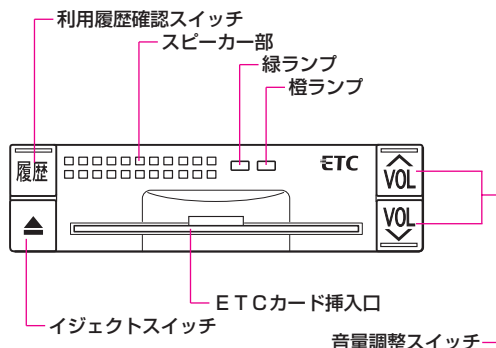 利用履歴確認スイッチ
スピーカー部
緑ランプ
橙ランプ
履歴
ETC
VOL
VOL
ETCカード挿入口
イジェクトスイッチ
音量調整スイッチ